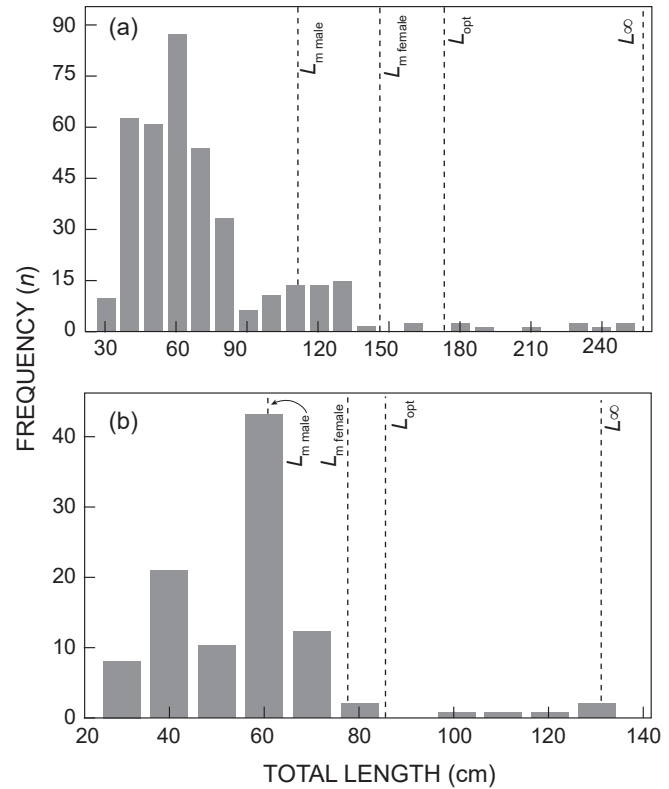 FREQUENCY (n)
(a)
90
75
60
45
30
15
0
L m male
L m female
L opt
L∞
30 60 90 120 150 180 210 240
(b)
40
30
20
10
0
L m male
L m female
L opt
L∞
20 40 60 80 100 120 140
TOTAL LENGTH (cm)